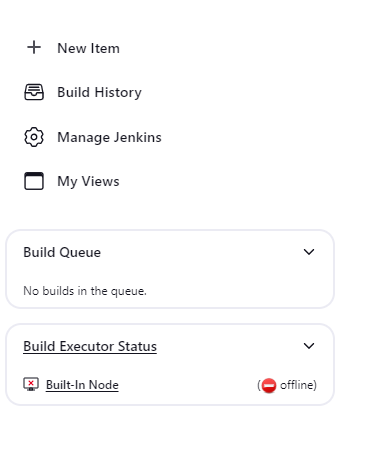 New Item
Build History
Manage Jenkins
My Views
Build Queue
No builds in the queue.
Build Executor Status
Built-In Node (offline)